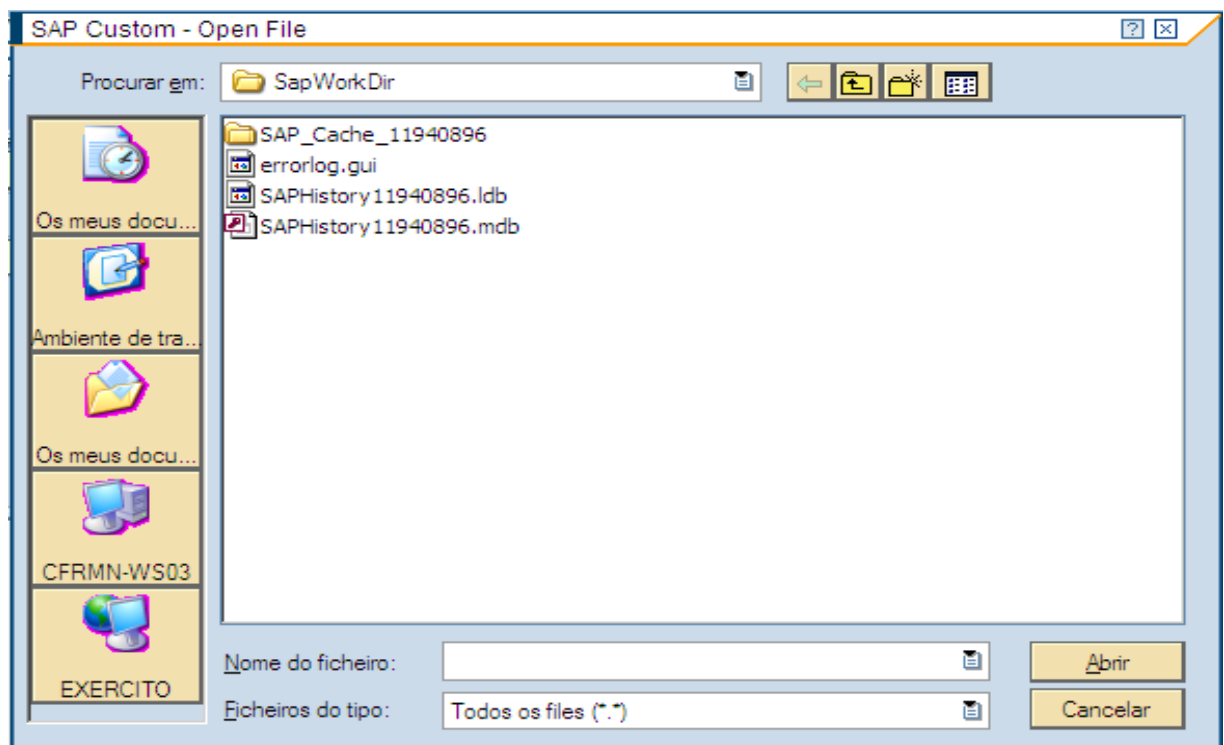 SAP Custom - Open File
Procurar em: SapWorkDir
SAP_Cache_11940896
errorlog.gui
SAPHistory11940896.ldb
SAPHistory11940896.mdb
Os meus docu...
Ambiente de tra...
Os meus docu...
CFRMN-WS03
EXERCITO
Nome do ficheiro:
Abrir
Ficheiros do tipo: Todos os files (*.*)
Cancelar